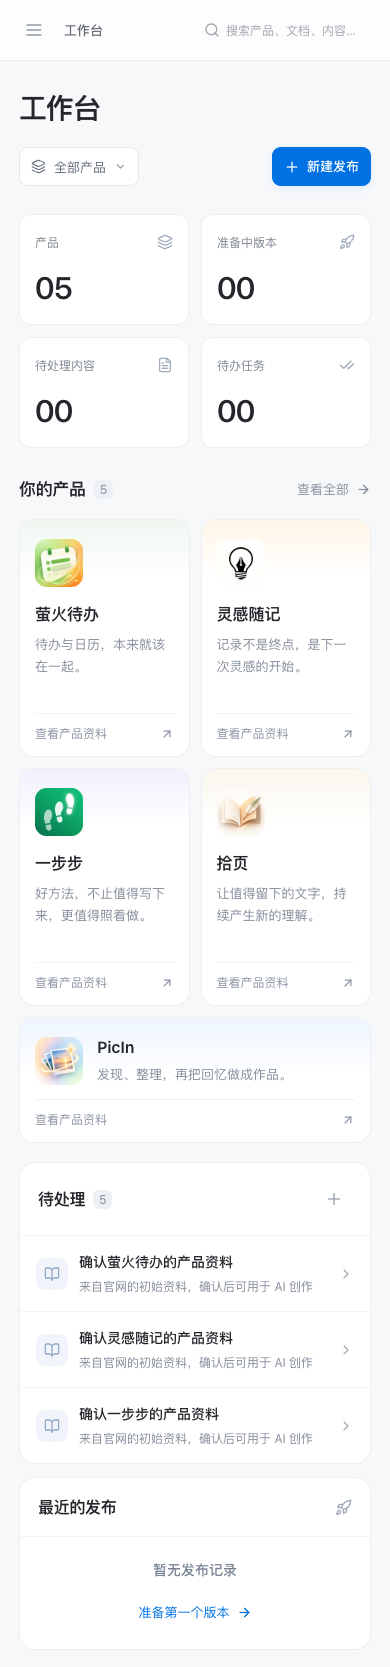 工作台
搜索产品、文档、内容...
工作台
全部产品
新建发布
产品
05
准备中版本
00
待处理内容
00
待办任务
00
你的产品 5
查看全部
萤火待办
待办与日历，本来就该
在一起。
查看产品资料
灵感随记
记录不是终点，是下一
次灵感的开始。
查看产品资料
一步步
好方法，不止值得写下
来，更值得照着做。
查看产品资料
拾页
让值得留下的文字，持
续产生新的理解。
查看产品资料
PicIn
发现、整理，再把回忆做成作品。
查看产品资料
待处理 5
确认萤火待办的产品资料
来自官网的初始资料，确认后可用于 AI 创作
确认灵感随记的产品资料
来自官网的初始资料，确认后可用于 AI 创作
确认一步步的产品资料
来自官网的初始资料，确认后可用于 AI 创作
最近的发布
暂无发布记录
准备第一个版本